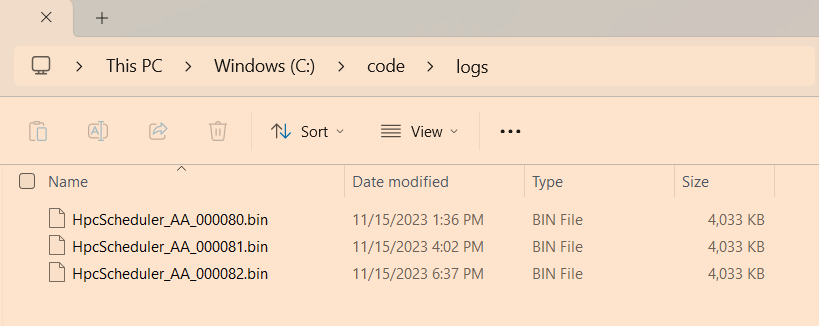 This PC > Windows (C:) > code > logs
Sort View
Name Date modified Type Size
HpcScheduler_AA_000080.bin 11/15/2023 1:36 PM BIN File 4,033 KB
HpcScheduler_AA_000081.bin 11/15/2023 4:02 PM BIN File 4,033 KB
HpcScheduler_AA_000082.bin 11/15/2023 6:37 PM BIN File 4,033 KB